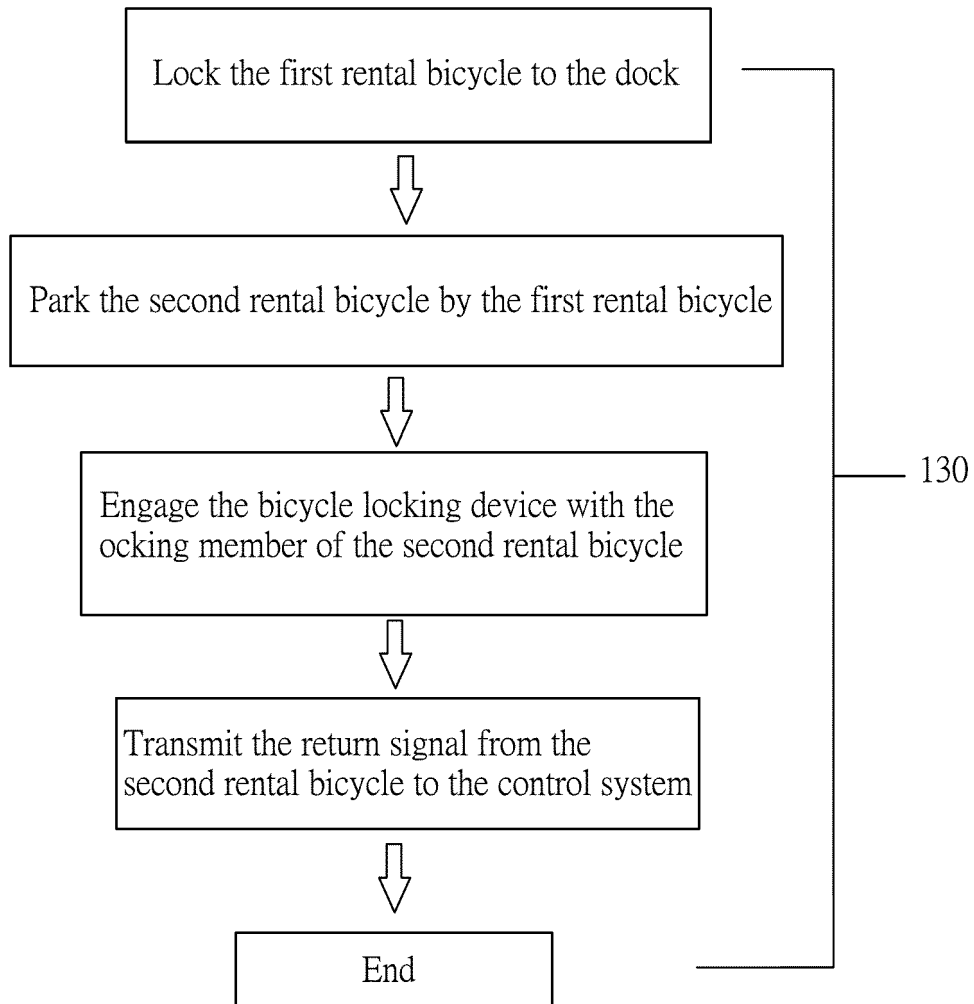 Lock the first rental bicycle to the dock
Park the second rental bicycle by the first rental bicycle
Engage the bicycle locking device with the
ocking member of the second rental bicycle
130
Transmit the return signal from the
second rental bicycle to the control system
End